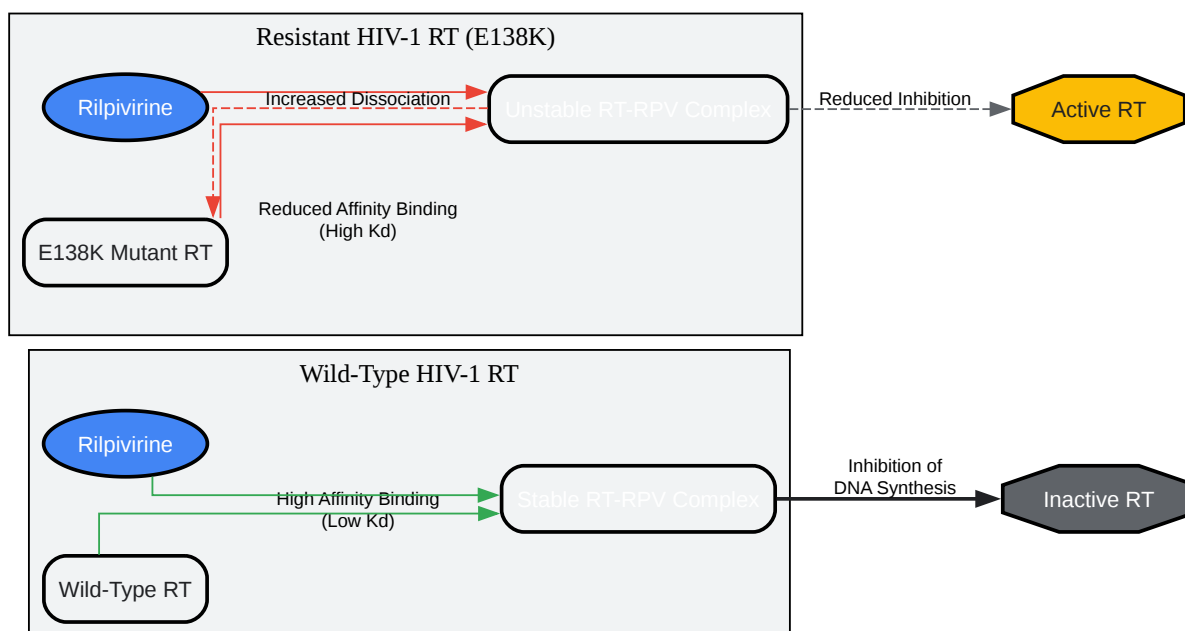 Resistant HIV-1 RT (E138K)
Rilpivirine
Increased Dissociation
Unstable RT-RPV Complex
Reduced Inhibition
Active RT
Reduced Affinity Binding
(High Kd)
E138K Mutant RT
Wild-Type HIV-1 RT
Rilpivirine
High Affinity Binding
(Low Kd)
Stable RT-RPV Complex
Inhibition of
DNA Synthesis
Inactive RT
Wild-Type RT